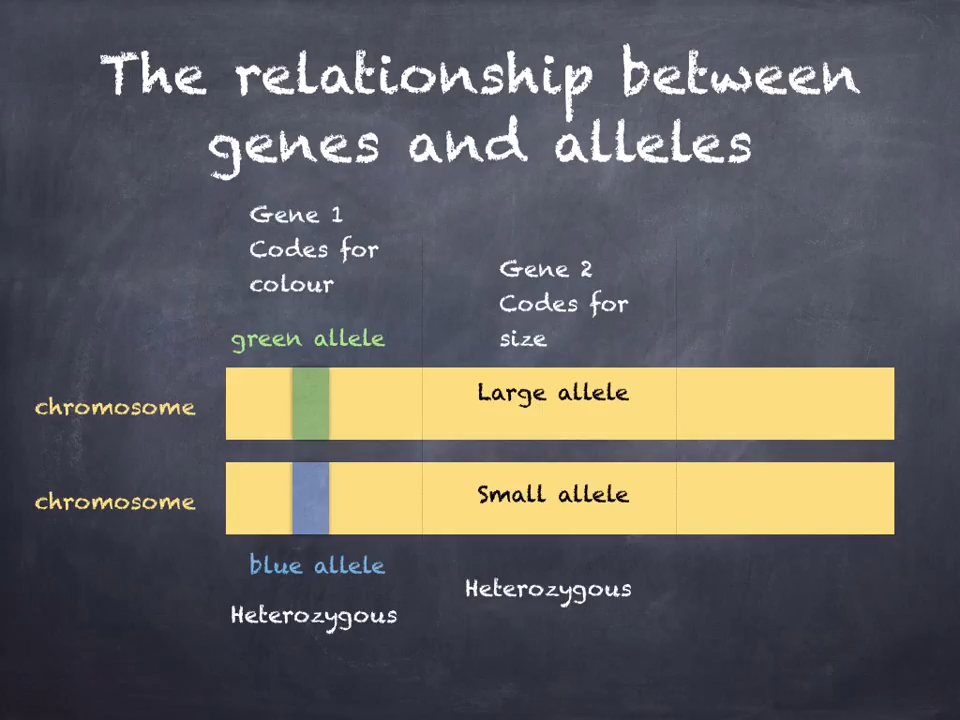 The relationship between
genes and alleles
Gene 1
Codes for
colour
Gene 2
Codes for
size
green allele
chromosome
Large allele
chromosome
Small allele
blue allele
Heterozygous
Heterozygous